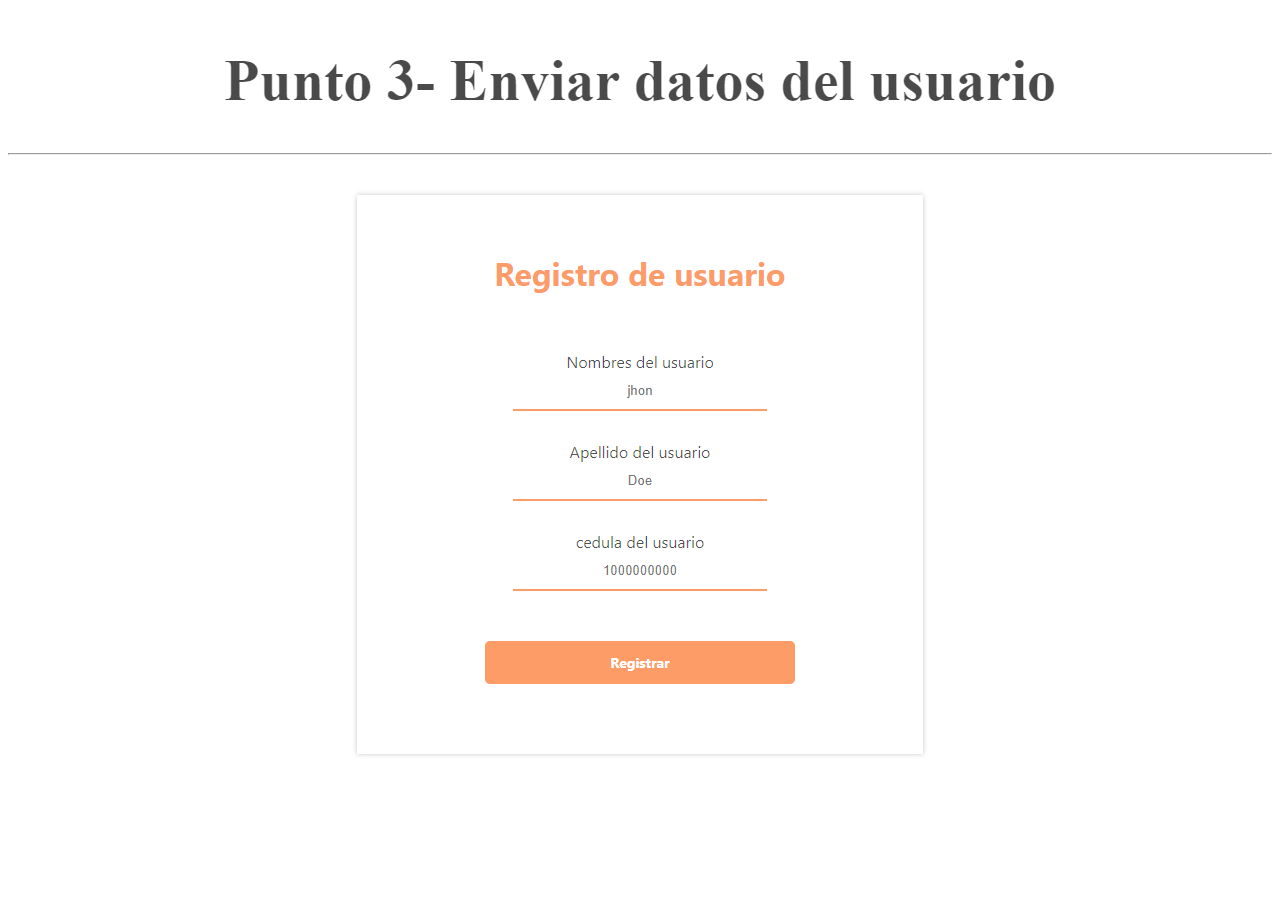 Punto 3- Enviar datos del usuario
Registro de usuario
Nombres del usuario
jhon
Apellido del usuario
Doe
cedula del usuario
1000000000
Registrar